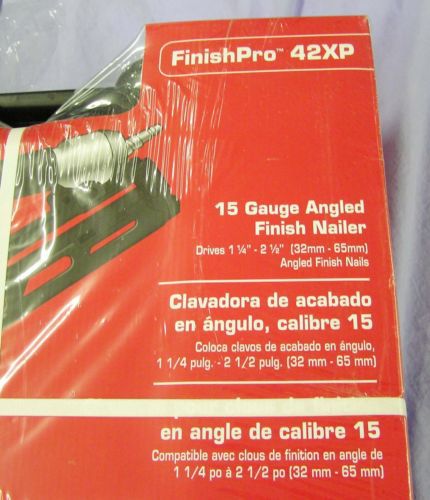 FinishPro™ 42XP
15 Gauge Angled
Finish Nailer
Drives 1 ¼" - 2 ½" (32mm - 65mm)
Angled Finish Nails
Clavadora de acabado
en ángulo, calibre 15
Coloca clavos de acabado en ángulo,
1 1/4 pulg. - 2 1/2 pulg. (32 mm - 65 mm)
en angle de calibre 15
Compatible avec clous de finition en angle de
1 1/4 po à 2 1/2 po (32 mm - 65 mm)